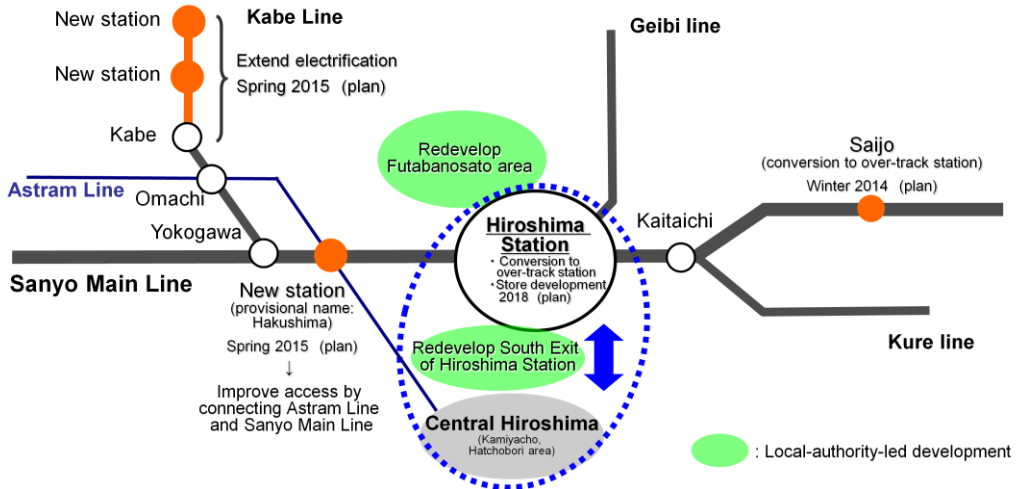 New station
Kabe Line
New station
Extend electrification
Spring 2015 (plan)
Kabe
Astram Line
Omachi
Yokogawa
Sanyo Main Line
New station
(provisional name:
Hakushima)
Spring 2015 (plan)
↓
Improve access by
connecting Astram Line
and Sanyo Main Line
Redevelop
Futabanosato area
Hiroshima
Station
・Conversion to
over-track station
・Store development
2018 (plan)
Redevelop South Exit
of Hiroshima Station
Central Hiroshima
(Kamiyacho,
Hatchobori area)
Geibi line
Kaitaichi
Saijo
(conversion to over-track station)
Winter 2014 (plan)
Kure line
: Local-authority-led development